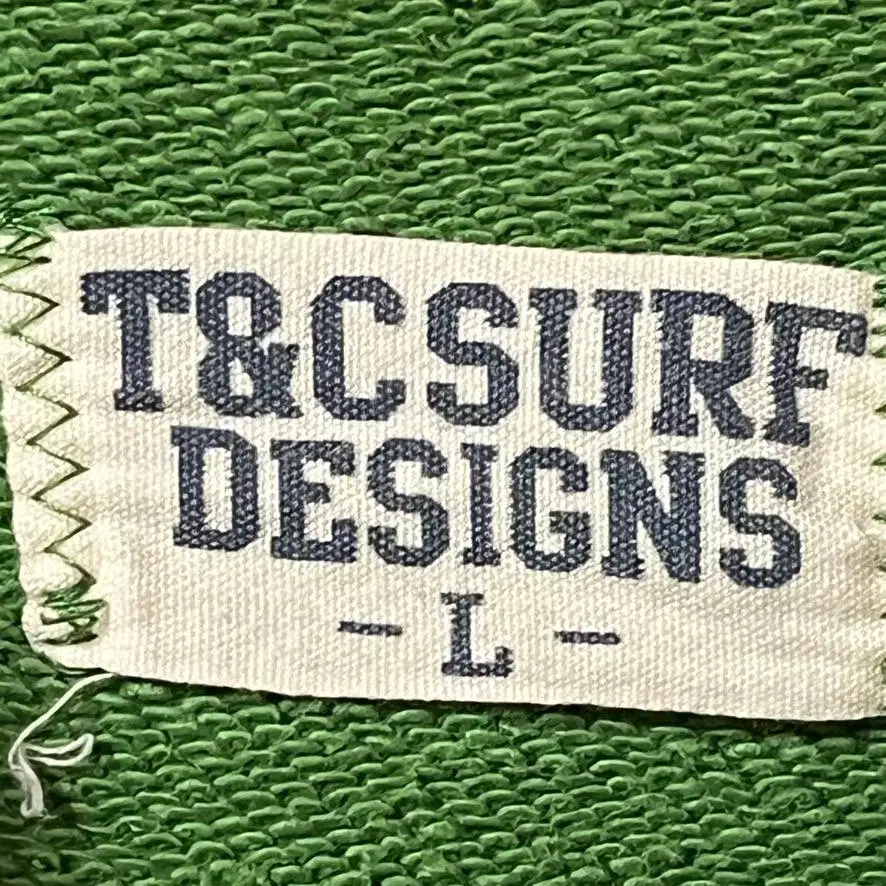 T&C SURF
DESIGNS
- L -